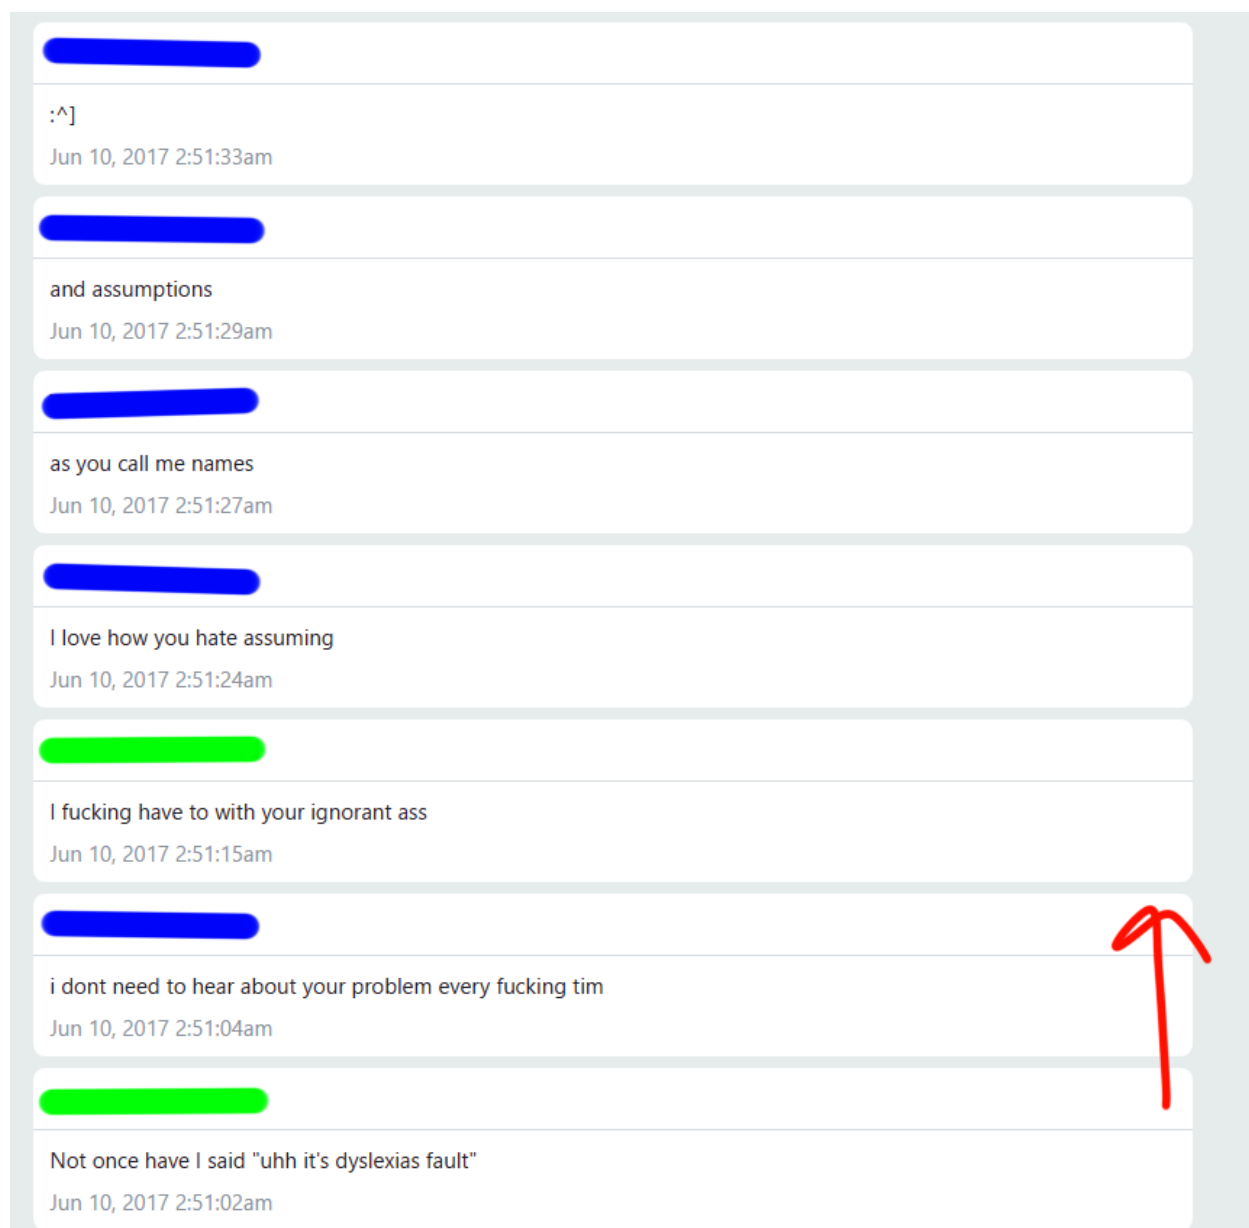 :^]
Jun 10, 2017 2:51:33am
and assumptions
Jun 10, 2017 2:51:29am
as you call me names
Jun 10, 2017 2:51:27am
I love how you hate assuming
Jun 10, 2017 2:51:24am
I fucking have to with your ignorant ass
Jun 10, 2017 2:51:15am
i dont need to hear about your problem every fucking tim
Jun 10, 2017 2:51:04am
Not once have I said "uhh it's dyslexias fault"
Jun 10, 2017 2:51:02am